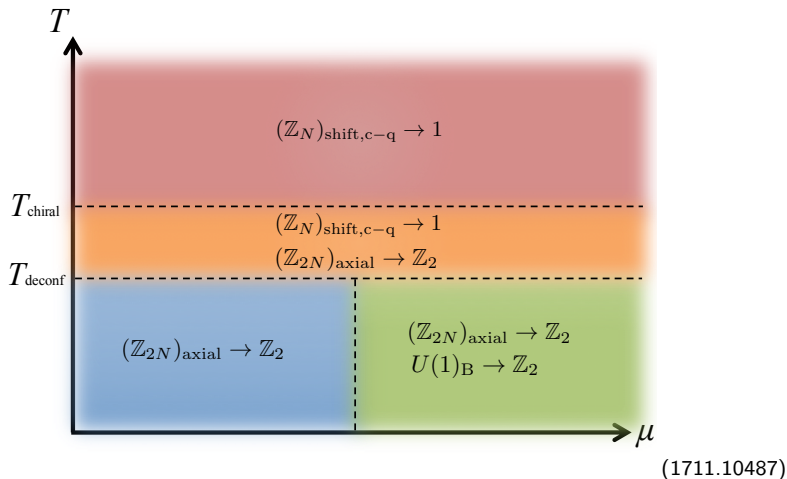 T
(ℤ_N)_shift,c−q → 1
T_chiral
(ℤ_N)_shift,c−q → 1
(ℤ_2N)_axial → ℤ_2
T_deconf
(ℤ_2N)_axial → ℤ_2
(ℤ_2N)_axial → ℤ_2
U(1)_B → ℤ_2
μ
(1711.10487)